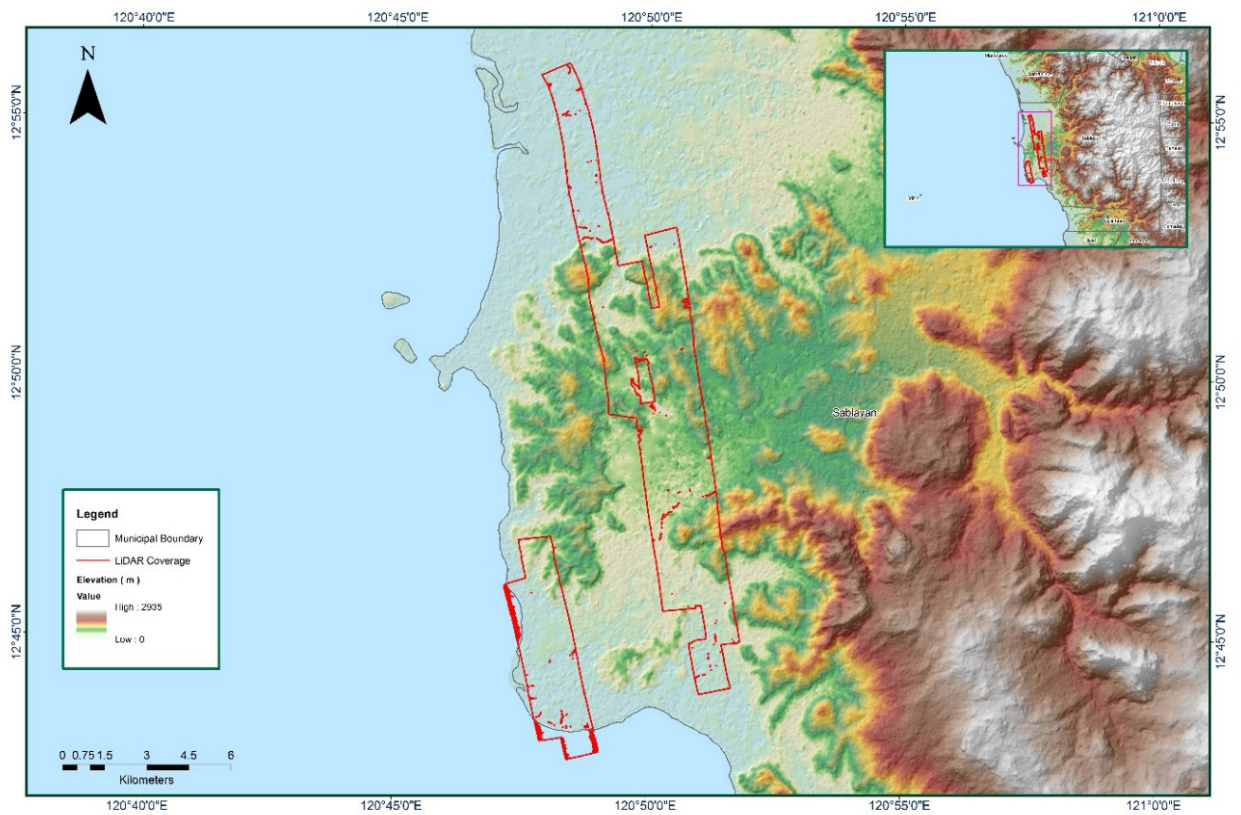 120°40'0"E 120°45'0"E 120°50'0"E 120°55'0"E 121°0'0"E
N
12°55'0"N
12°55'0"N
12°50'0"N
12°50'0"N
Sablayan
Legend
Municipal Boundary
LiDAR Coverage
Elevation ( m )
Value
High : 2935
Low : 0
12°45'0"N
12°45'0"N
0 0.75 1.5 3 4.5 6
Kilometers
120°40'0"E 120°45'0"E 120°50'0"E 120°55'0"E 121°0'0"E